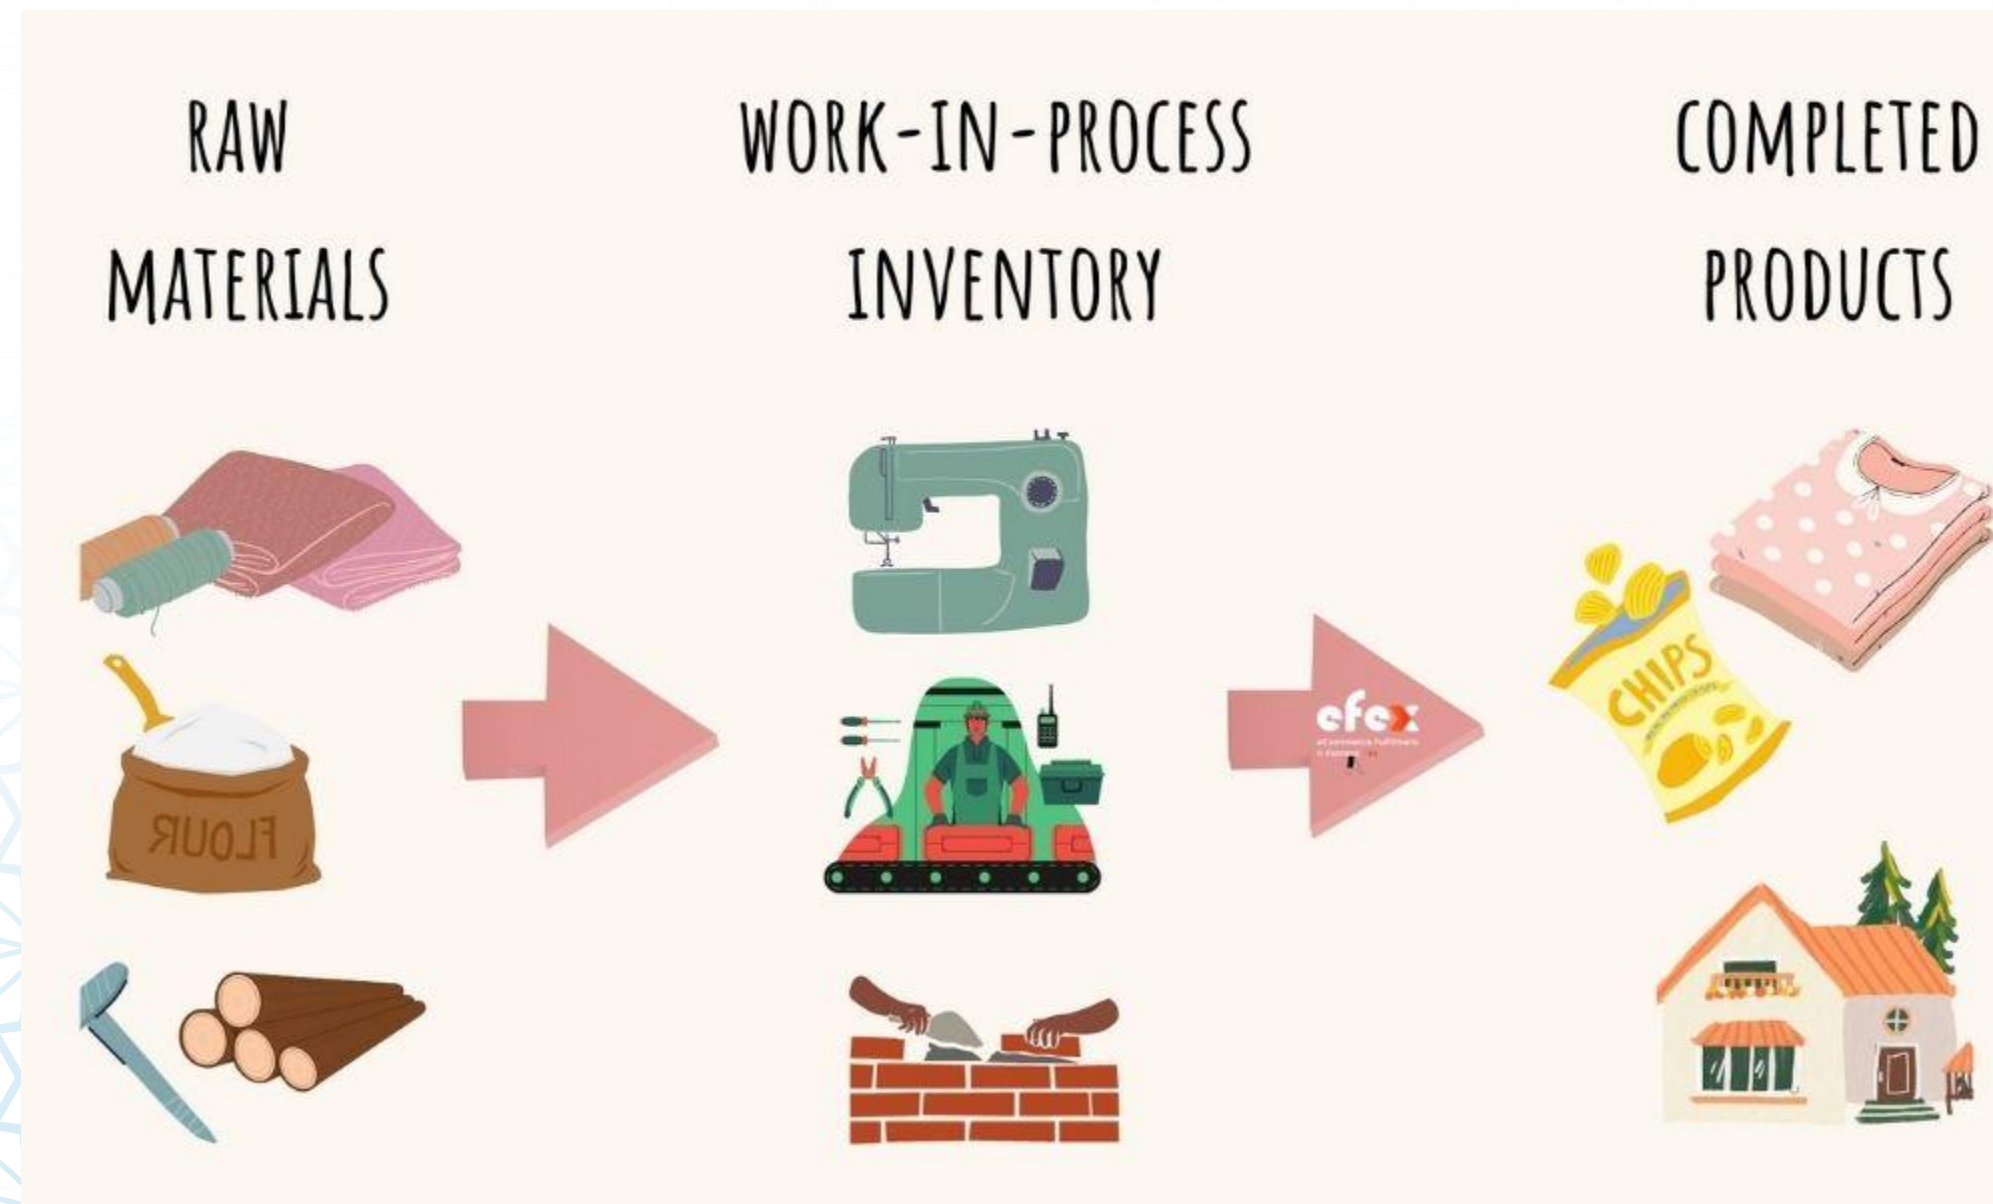 RAW
MATERIALS
WORK-IN-PROCESS
INVENTORY
COMPLETED
PRODUCTS
FLOUR
efex
CHIPS